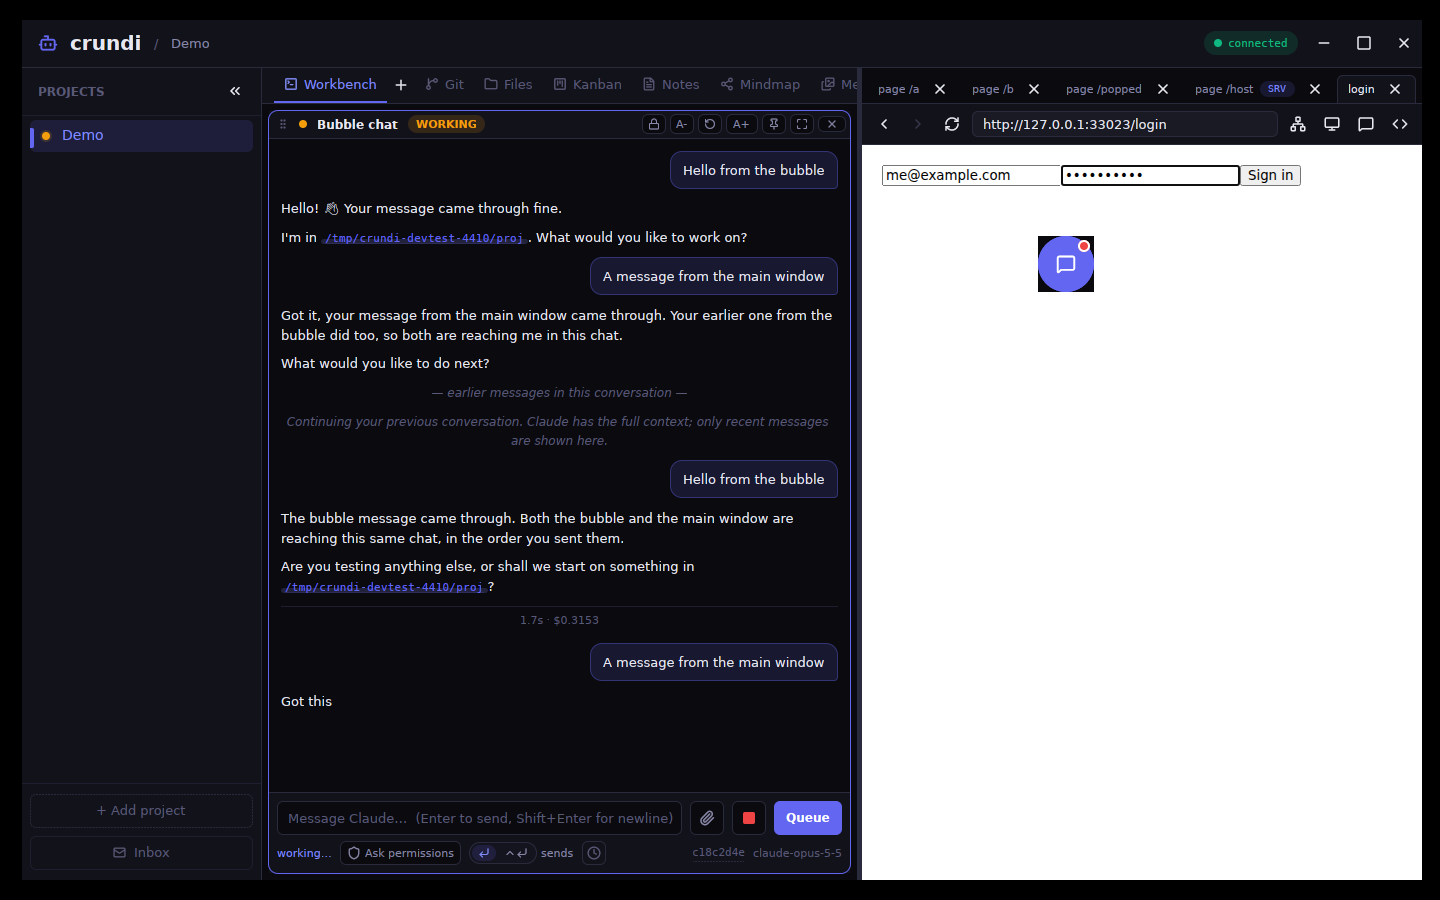 crundi / Demo
connected
PROJECTS
Demo
+ Add project
Inbox
Workbench
Git
Files
Kanban
Notes
Mindmap
Me
Bubble chat
WORKING
A-
A+
Hello from the bubble
Hello! 👋 Your message came through fine.
I'm in /tmp/crundi-devtest-4410/proj. What would you like to work on?
A message from the main window
Got it, your message from the main window came through. Your earlier one from the
bubble did too, so both are reaching me in this chat.
What would you like to do next?
— earlier messages in this conversation —
Continuing your previous conversation. Claude has the full context; only recent messages
are shown here.
Hello from the bubble
The bubble message came through. Both the bubble and the main window are
reaching this same chat, in the order you sent them.
Are you testing anything else, or shall we start on something in
/tmp/crundi-devtest-4410/proj?
1.7s · $0.3153
A message from the main window
Got this
Message Claude... (Enter to send, Shift+Enter for newline)
Queue
working...
Ask permissions
sends
c18c2d4e
claude-opus-5-5
page /a
page /b
page /popped
page /host SRV
login
http://127.0.0.1:33023/login
me@example.com
••••••••••
Sign in